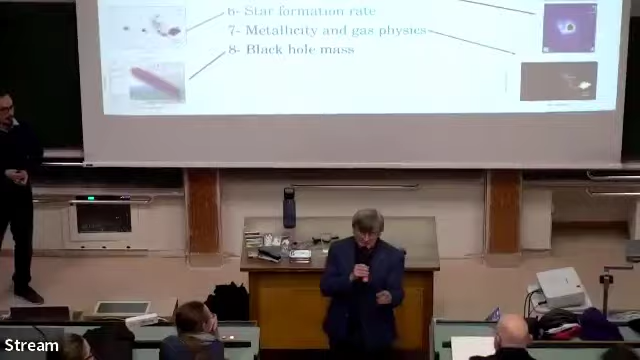 6- Star formation rate
7- Metallicity and gas physics
8- Black hole mass
Stream